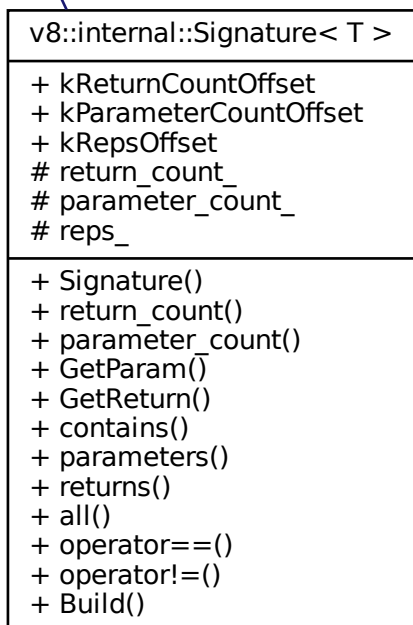 v8::internal::Signature< T >
+ kReturnCountOffset
+ kParameterCountOffset
+ kRepsOffset
# return_count_
# parameter_count_
# reps_
+ Signature()
+ return_count()
+ parameter_count()
+ GetParam()
+ GetReturn()
+ contains()
+ parameters()
+ returns()
+ all()
+ operator==()
+ operator!=()
+ Build()